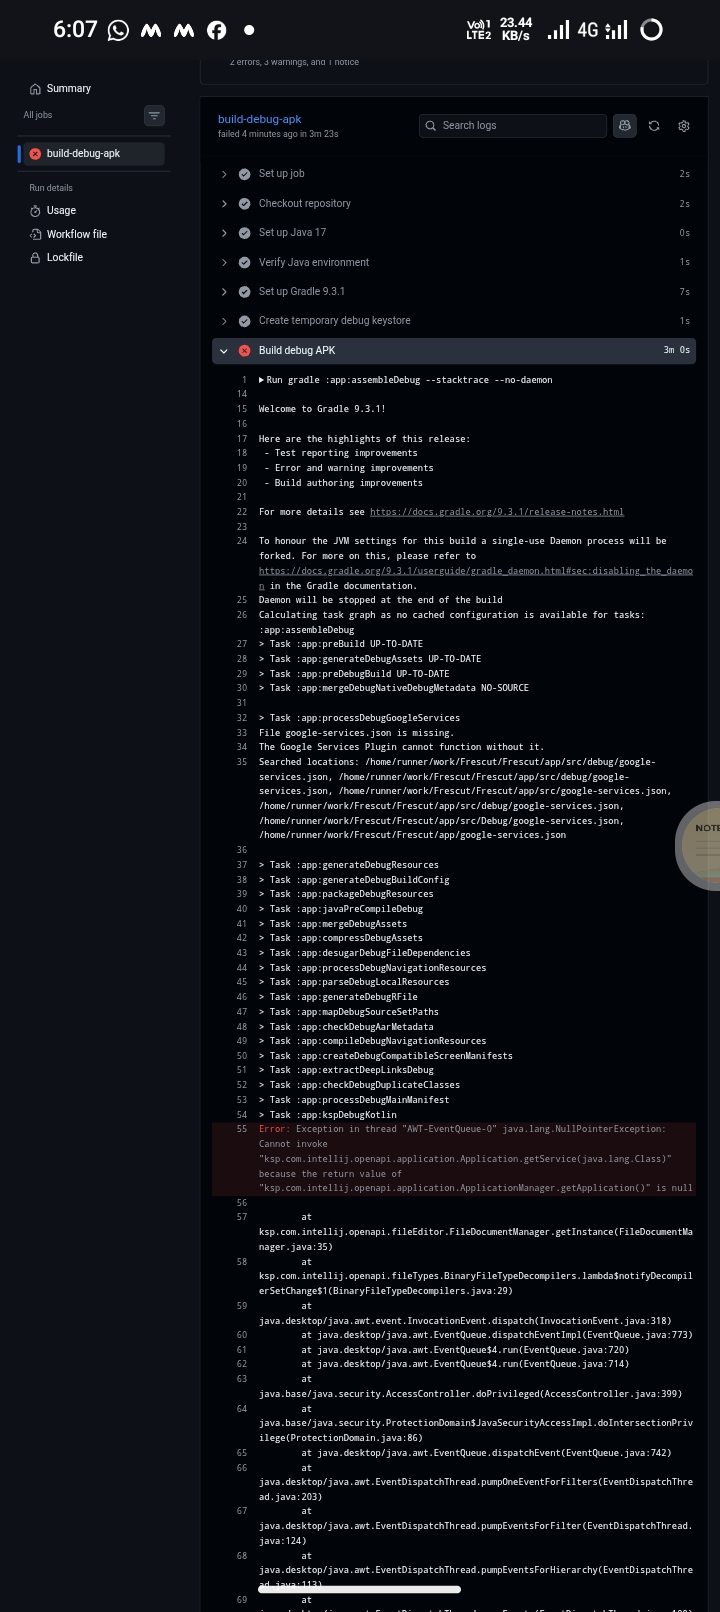 6:07
Vo)) 1
LTE2
23.44
KB/s
4G
2 errors, 3 warnings, and 1 notice
Summary
All jobs
build-debug-apk
Run details
Usage
Workflow file
Lockfile
build-debug-apk
failed 4 minutes ago in 3m 23s
Search logs
Set up job 2s
Checkout repository 2s
Set up Java 17 0s
Verify Java environment 1s
Set up Gradle 9.3.1 7s
Create temporary debug keystore 1s
Build debug APK 3m 0s
1 Run gradle :app:assembleDebug --stacktrace --no-daemon
14
15 Welcome to Gradle 9.3.1!
16
17 Here are the highlights of this release:
18 - Test reporting improvements
19 - Error and warning improvements
20 - Build authoring improvements
21
22 For more details see https://docs.gradle.org/9.3.1/release-notes.html
23
24 To honour the JVM settings for this build a single-use Daemon process will be
forked. For more on this, please refer to
https://docs.gradle.org/9.3.1/userguide/gradle_daemon.html#sec:disabling_the_daemo
n in the Gradle documentation.
25 Daemon will be stopped at the end of the build
26 Calculating task graph as no cached configuration is available for tasks:
:app:assembleDebug
27 > Task :app:preBuild UP-TO-DATE
28 > Task :app:generateDebugAssets UP-TO-DATE
29 > Task :app:preDebugBuild UP-TO-DATE
30 > Task :app:mergeDebugNativeDebugMetadata NO-SOURCE
31
32 > Task :app:processDebugGoogleServices
33 File google-services.json is missing.
34 The Google Services Plugin cannot function without it.
35 Searched locations: /home/runner/work/Frescut/Frescut/app/src/debug/google-
services.json, /home/runner/work/Frescut/Frescut/app/src/debug/google-
services.json, /home/runner/work/Frescut/Frescut/app/src/google-services.json,
/home/runner/work/Frescut/Frescut/app/src/debug/google-services.json,
/home/runner/work/Frescut/Frescut/app/src/Debug/google-services.json,
/home/runner/work/Frescut/Frescut/app/google-services.json
36
37 > Task :app:generateDebugResources
38 > Task :app:generateDebugBuildConfig
39 > Task :app:packageDebugResources
40 > Task :app:javaPreCompileDebug
41 > Task :app:mergeDebugAssets
42 > Task :app:compressDebugAssets
43 > Task :app:desugarDebugFileDependencies
44 > Task :app:processDebugNavigationResources
45 > Task :app:parseDebugLocalResources
46 > Task :app:generateDebugRFile
47 > Task :app:mapDebugSourceSetPaths
48 > Task :app:checkDebugAarMetadata
49 > Task :app:compileDebugNavigationResources
50 > Task :app:createDebugCompatibleScreenManifests
51 > Task :app:extractDeepLinksDebug
52 > Task :app:checkDebugDuplicateClasses
53 > Task :app:processDebugMainManifest
54 > Task :app:kspDebugKotlin
55 Error: Exception in thread "AWT-EventQueue-0" java.lang.NullPointerException:
Cannot invoke
"ksp.com.intellij.openapi.application.Application.getService(java.lang.Class)"
because the return value of
"ksp.com.intellij.openapi.application.ApplicationManager.getApplication()" is null
56
57 at
ksp.com.intellij.openapi.fileEditor.FileDocumentManager.getInstance(FileDocumentMa
nager.java:35)
58 at
ksp.com.intellij.openapi.fileTypes.BinaryFileTypeDecompilers.lambda$notifyDecompil
erSetChange$1(BinaryFileTypeDecompilers.java:29)
59 at
java.desktop/java.awt.event.InvocationEvent.dispatch(InvocationEvent.java:318)
60 at java.desktop/java.awt.EventQueue.dispatchEventImpl(EventQueue.java:773)
61 at java.desktop/java.awt.EventQueue$4.run(EventQueue.java:720)
62 at java.desktop/java.awt.EventQueue$4.run(EventQueue.java:714)
63 at
java.base/java.security.AccessController.doPrivileged(AccessController.java:399)
64 at
java.base/java.security.ProtectionDomain$JavaSecurityAccessImpl.doIntersectionPriv
ilege(ProtectionDomain.java:86)
65 at java.desktop/java.awt.EventQueue.dispatchEvent(EventQueue.java:742)
66 at
java.desktop/java.awt.EventDispatchThread.pumpOneEventForFilters(EventDispatchThre
ad.java:203)
67 at
java.desktop/java.awt.EventDispatchThread.pumpEventsForFilter(EventDispatchThread.
java:124)
68 at
java.desktop/java.awt.EventDispatchThread.pumpEventsForHierarchy(EventDispatchThre
ad.java:113)
69 at
NOTE